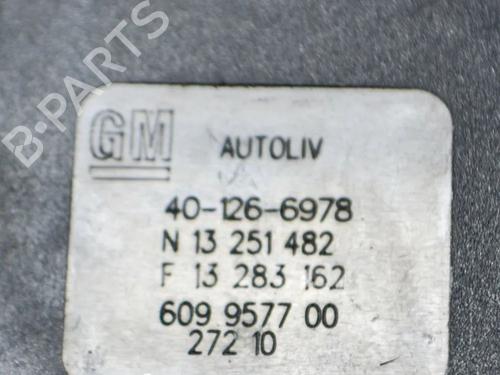 B-PARTS
GM AUTOLIV
40-126-6978
N 13 251 482
F 13 283 162
609 9577 00
272 10